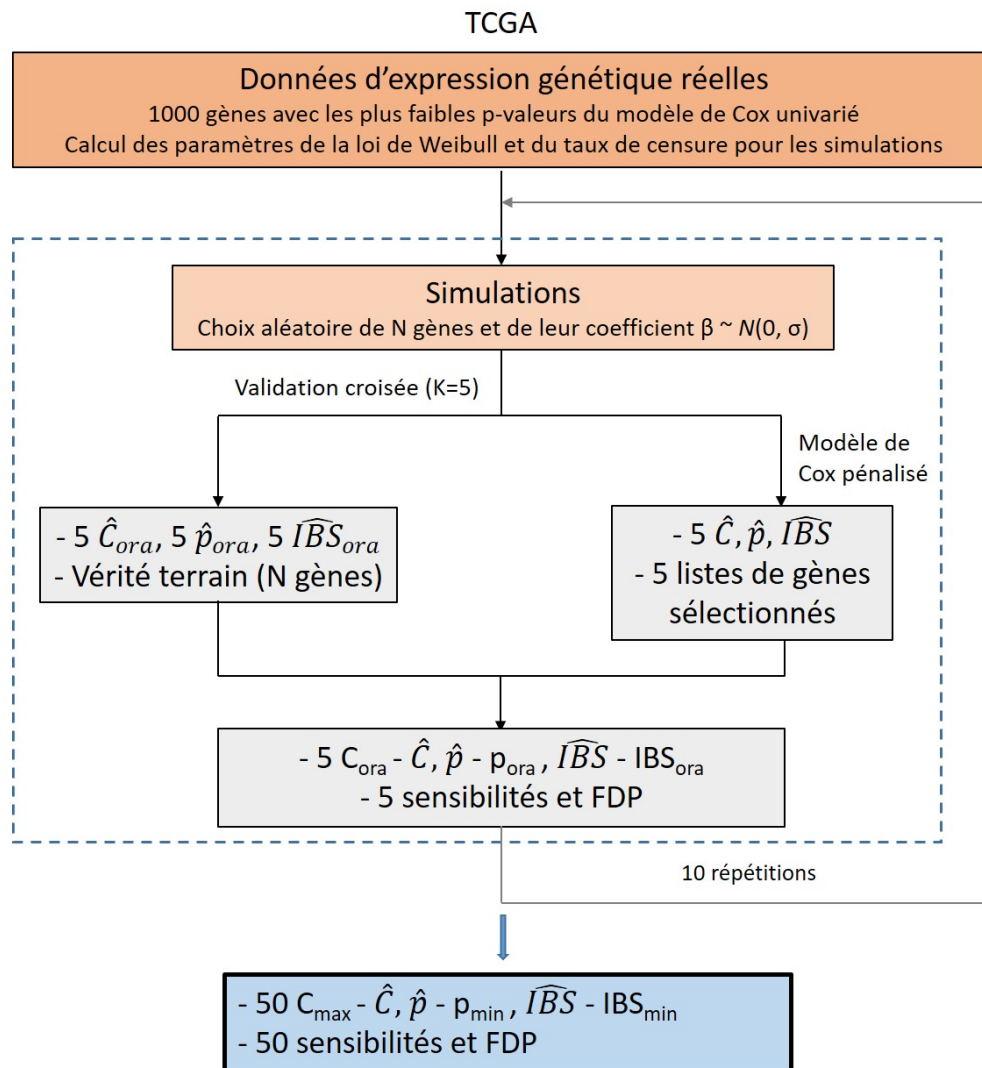 TCGA
Données d'expression génétique réelles
1000 gènes avec les plus faibles p-valeurs du modèle de Cox univarié
Calcul des paramètres de la loi de Weibull et du taux de censure pour les simulations
Simulations
Choix aléatoire de N gènes et de leur coefficient β ~ N(0, σ)
Validation croisée (K=5)
Modèle de
Cox pénalisé
- 5 Ĉ_ora, 5 p̂_ora, 5 \widehat{IBS}_ora
- Vérité terrain (N gènes)
- 5 Ĉ, p̂, \widehat{IBS}
- 5 listes de gènes
sélectionnés
- 5 C_ora - Ĉ, p̂ - p_ora , \widehat{IBS} - IBS_ora
- 5 sensibilités et FDP
10 répétitions
- 50 C_max - Ĉ, p̂ - p_min , \widehat{IBS} - IBS_min
- 50 sensibilités et FDP